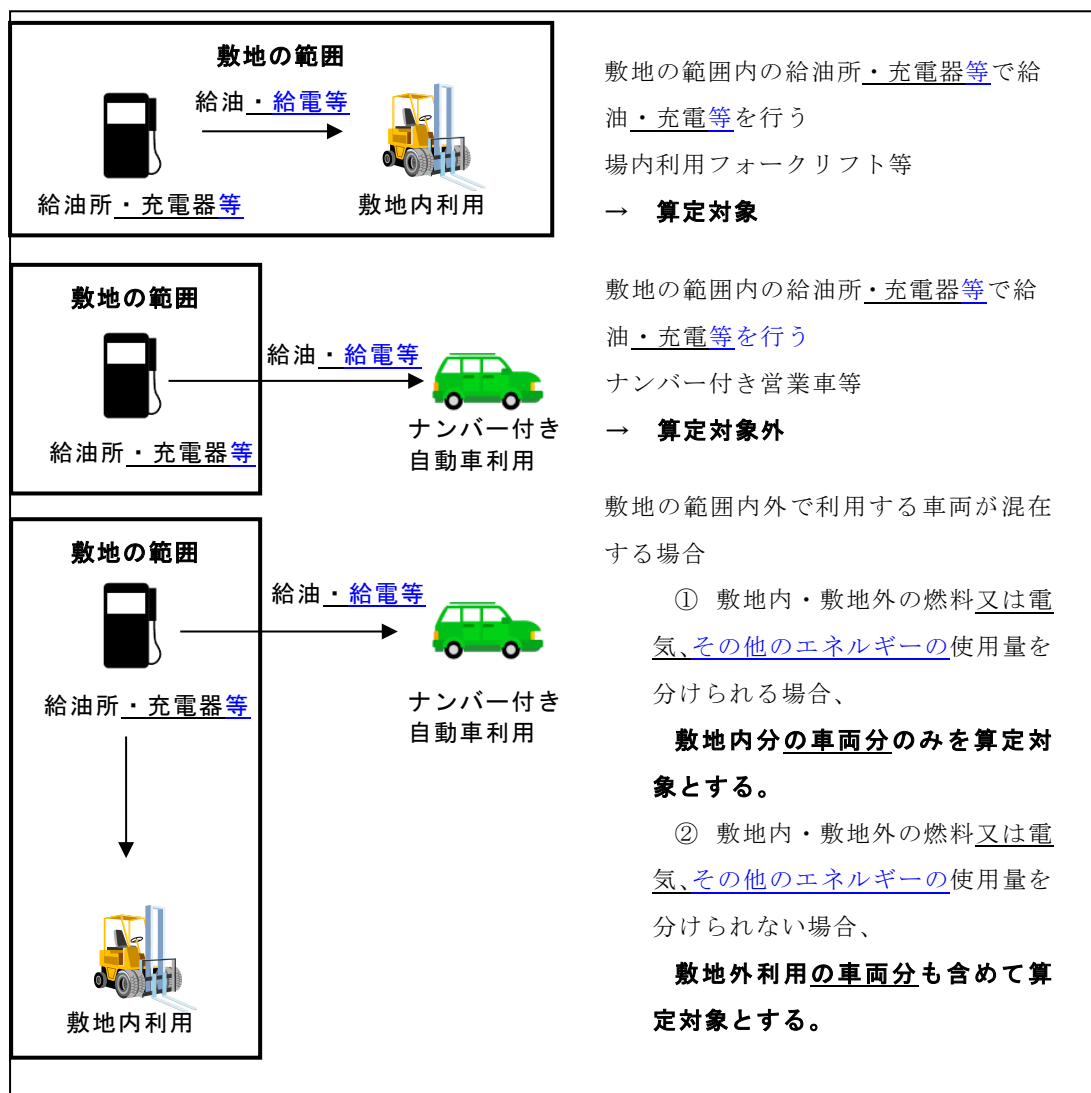 敷地の範囲
給油・給電等
給油所・充電器等
敷地内利用
敷地の範囲内の給油所・充電器等で給
油・充電等を行う
場内利用フォークリフト等
→ 算定対象
敷地の範囲
給油・給電等
給油所・充電器等
ナンバー付き
自動車利用
敷地の範囲内の給油所・充電器等で給
油・充電等を行う
ナンバー付き営業車等
→ 算定対象外
敷地の範囲
給油・給電等
給油所・充電器等
ナンバー付き
自動車利用
敷地内利用
敷地の範囲内外で利用する車両が混在
する場合
① 敷地内・敷地外の燃料又は電
気、その他のエネルギーの使用量を
分けられる場合、
敷地内分の車両分のみを算定対
象とする。
② 敷地内・敷地外の燃料又は電
気、その他のエネルギーの使用量を
分けられない場合、
敷地外利用の車両分も含めて算
定対象とする。